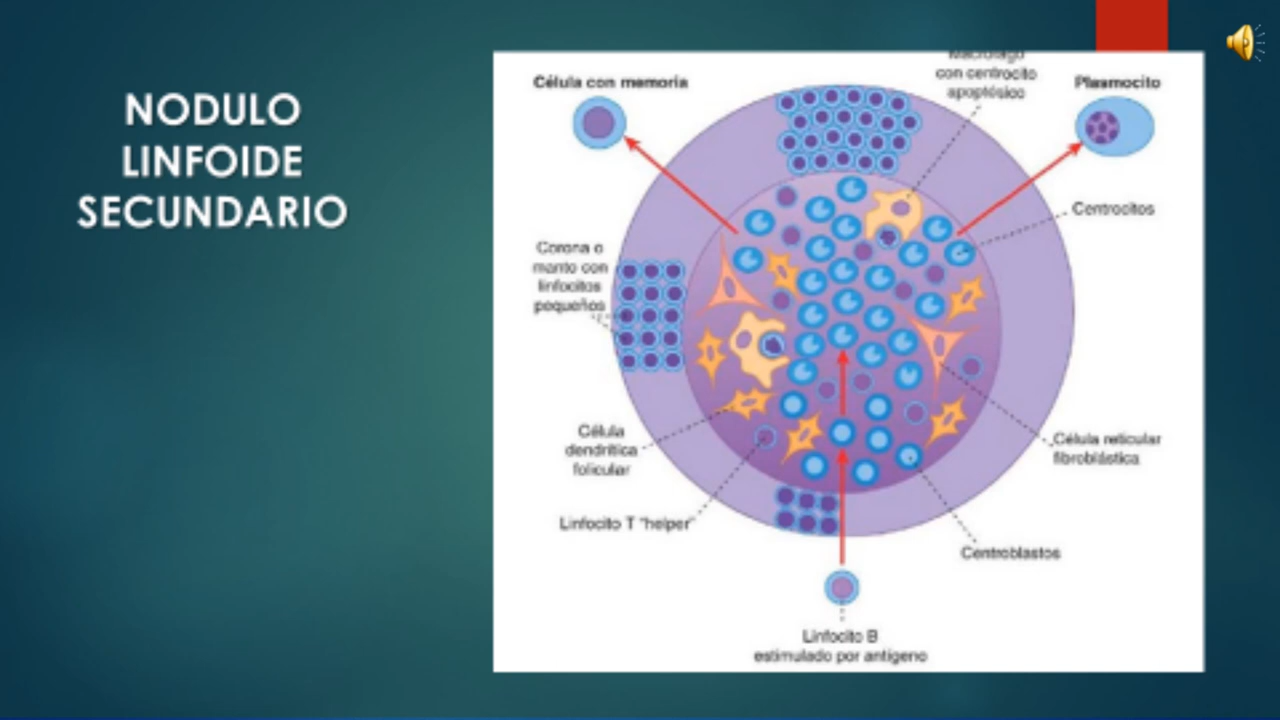 NODULO
LINFOIDE
SECUNDARIO
Célula con memoria
Macrófago
con centrocito
apoptósico
Plasmocito
Centrocitos
Corona o
manto con
linfocitos
pequeños
Célula
dendrítica
folicular
Célula reticular
fibroblástica
Linfocito T "helper"
Centroblastos
Linfocito B
estimulado por antígeno